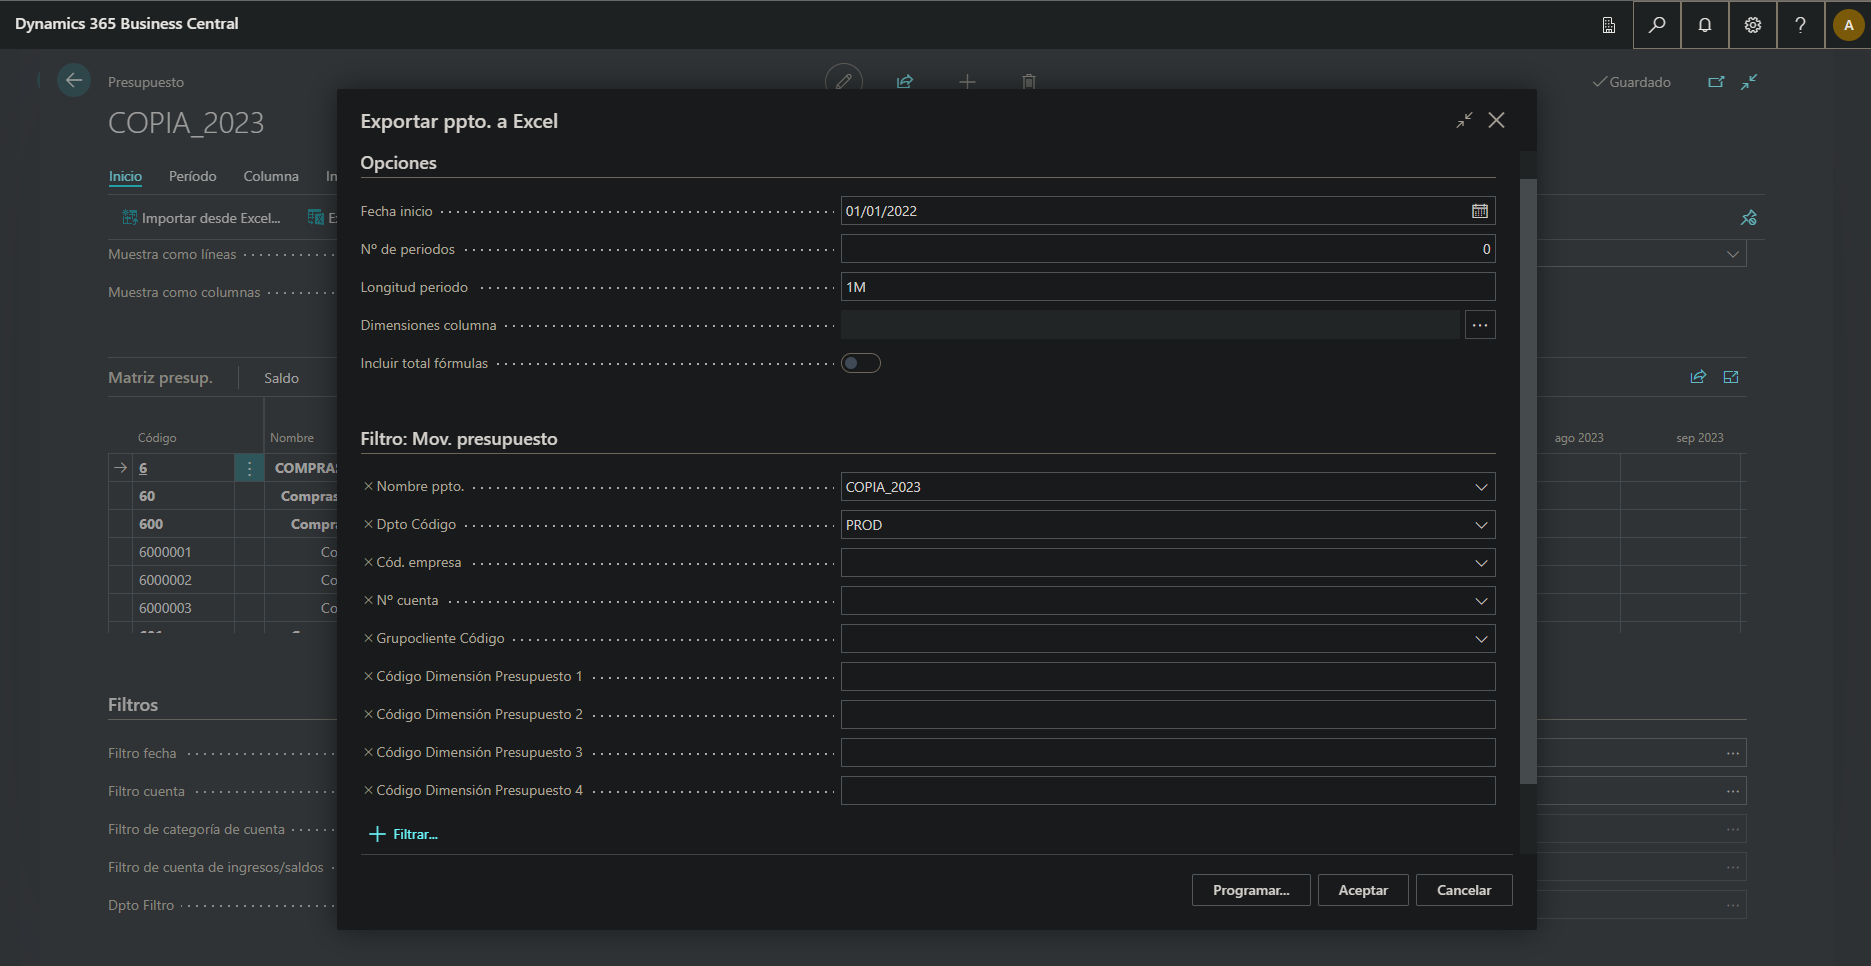 Dynamics 365 Business Central
A
Presupuesto
Guardado
COPIA_2023
Inicio Período Columna In
Importar desde Excel... E
Muestra como líneas
Muestra como columnas
Matriz presup. Saldo
Código Nombre ago 2023 sep 2023
6 COMPRAS
60 Compras
600 Compra
6000001 Co
6000002 Co
6000003 Co
Filtros
Filtro fecha
Filtro cuenta
Filtro de categoría de cuenta
Filtro de cuenta de ingresos/saldos
Dpto Filtro
Exportar ppto. a Excel
Opciones
Fecha inicio 01/01/2022
Nº de periodos 0
Longitud periodo 1M
Dimensiones columna
Incluir total fórmulas
Filtro: Mov. presupuesto
Nombre ppto. COPIA_2023
Dpto Código PROD
Cód. empresa
Nº cuenta
Grupocliente Código
Código Dimensión Presupuesto 1
Código Dimensión Presupuesto 2
Código Dimensión Presupuesto 3
Código Dimensión Presupuesto 4
Filtrar...
Programar... Aceptar Cancelar